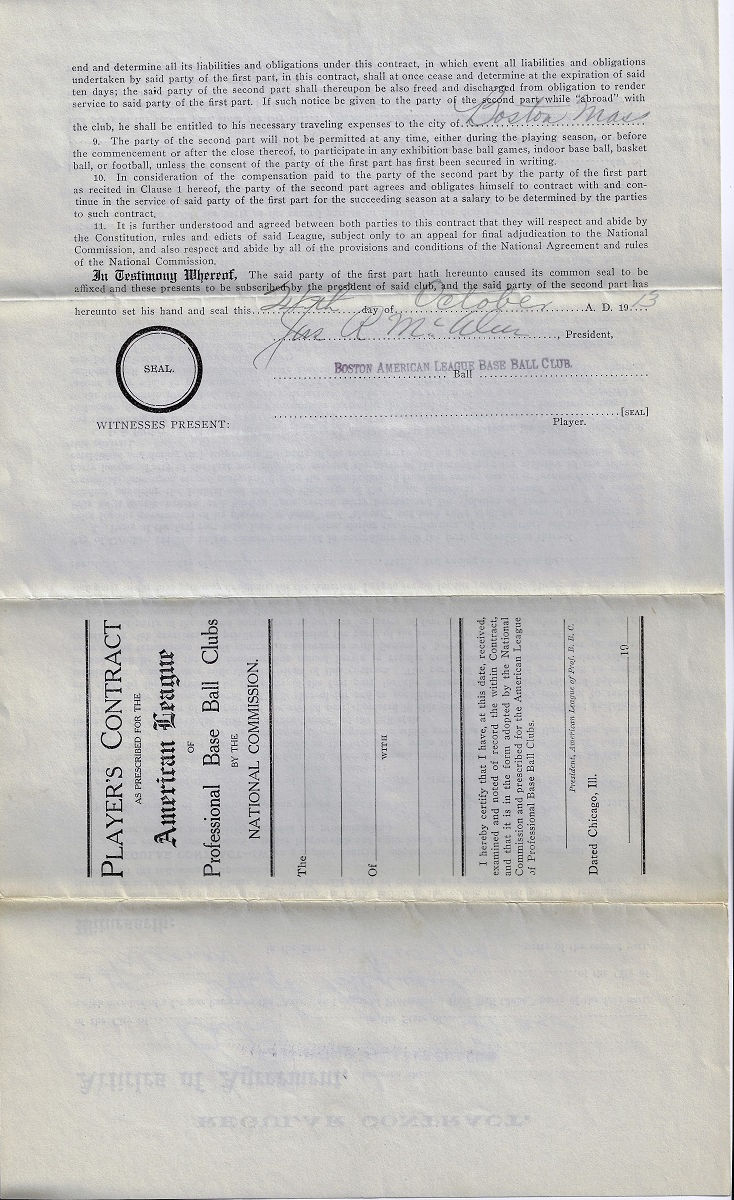 end and determine all its liabilities and obligations under this contract, in which event all liabilities and obligations
undertaken by said party of the first part, in this contract, shall at once cease and determine at the expiration of said
ten days; the said party of the second part shall thereupon be also freed and discharged from obligation to render
service to said party of the first part. If such notice be given to the party of the second part while "abroad" with
the club, he shall be entitled to his necessary traveling expenses to the city of Boston Mass
9. The party of the second part will not be permitted at any time, either during the playing season, or before
the commencement or after the close thereof, to participate in any exhibition base ball games, indoor base ball, basket
ball, or football, unless the consent of the party of the first part has first been secured in writing.
10. In consideration of the compensation paid to the party of the second part by the party of the first part
as recited in Clause 1 hereof, the party of the second part agrees and obligates himself to contract with and con-
tinue in the service of said party of the first part for the succeeding season at a salary to be determined by the parties
to such contract.
11. It is further understood and agreed between both parties to this contract that they will respect and abide by
the Constitution, rules and edicts of said League, subject only to an appeal for final adjudication to the National
Commission, and also respect and abide by all of the provisions and conditions of the National Agreement and rules
of the National Commission.
In Testimony Whereof, The said party of the first part hath hereunto caused its common seal to be
affixed and these presents to be subscribed by the president of said club, and the said party of the second part has
hereunto set his hand and seal this day of October A. D. 1913
Jas R McAleer, President,
SEAL.
BOSTON AMERICAN LEAGUE BASE BALL CLUB.
Ball
[SEAL]
WITNESSES PRESENT:
Player.
PLAYER'S CONTRACT
AS PRESCRIBED FOR THE
American League
OF
Professional Base Ball Clubs
BY THE
NATIONAL COMMISSION.
The
WITH
Of
I hereby certify that I have, at this date, received,
examined and noted of record the within Contract,
and that it is in the form adopted by the National
Commission and prescribed for the American League
of Professional Base Ball Clubs.
President, American League of Prof. B. B. C.
Dated Chicago, Ill.
19
Witnesseth:
Articles of Agreement,
REGULAR CONTRACT.